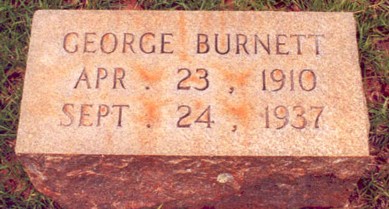 GEORGE BURNETT
APR. 23, 1910
SEPT. 24, 1937